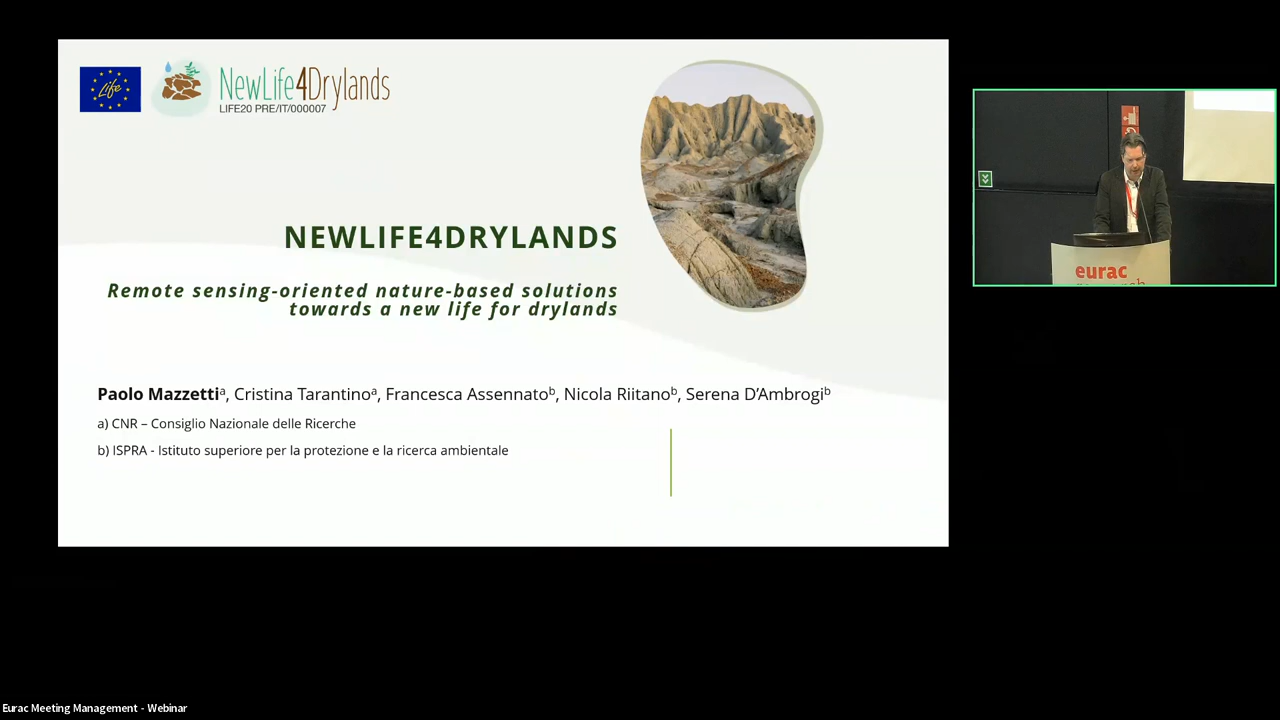 Life
NewLife4Drylands
LIFE20 PRE/IT/000007
NEWLIFE4DRYLANDS
Remote sensing-oriented nature-based solutions
towards a new life for drylands
Paolo Mazzettiᵃ, Cristina Tarantinoᵃ, Francesca Assennatoᵇ, Nicola Riitanoᵇ, Serena D’Ambrogiᵇ
a) CNR – Consiglio Nazionale delle Ricerche
b) ISPRA - Istituto superiore per la protezione e la ricerca ambientale
eurac
Eurac Meeting Management - Webinar